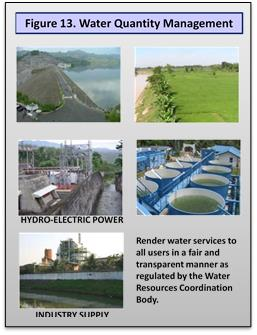 Figure 13. Water Quantity Management
HYDRO-ELECTRIC POWER
INDUSTRY SUPPLY
Render water services to
all users in a fair and
transparent manner as
regulated by the Water
Resources Coordination
Body.